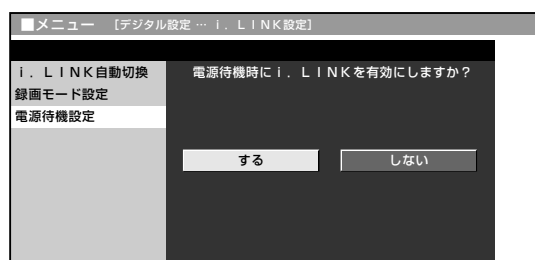 ■メニュー [デジタル設定 … i．LINK設定]
i．LINK自動切換
電源待機時にi．LINKを有効にしますか？
録画モード設定
電源待機設定
する
しない